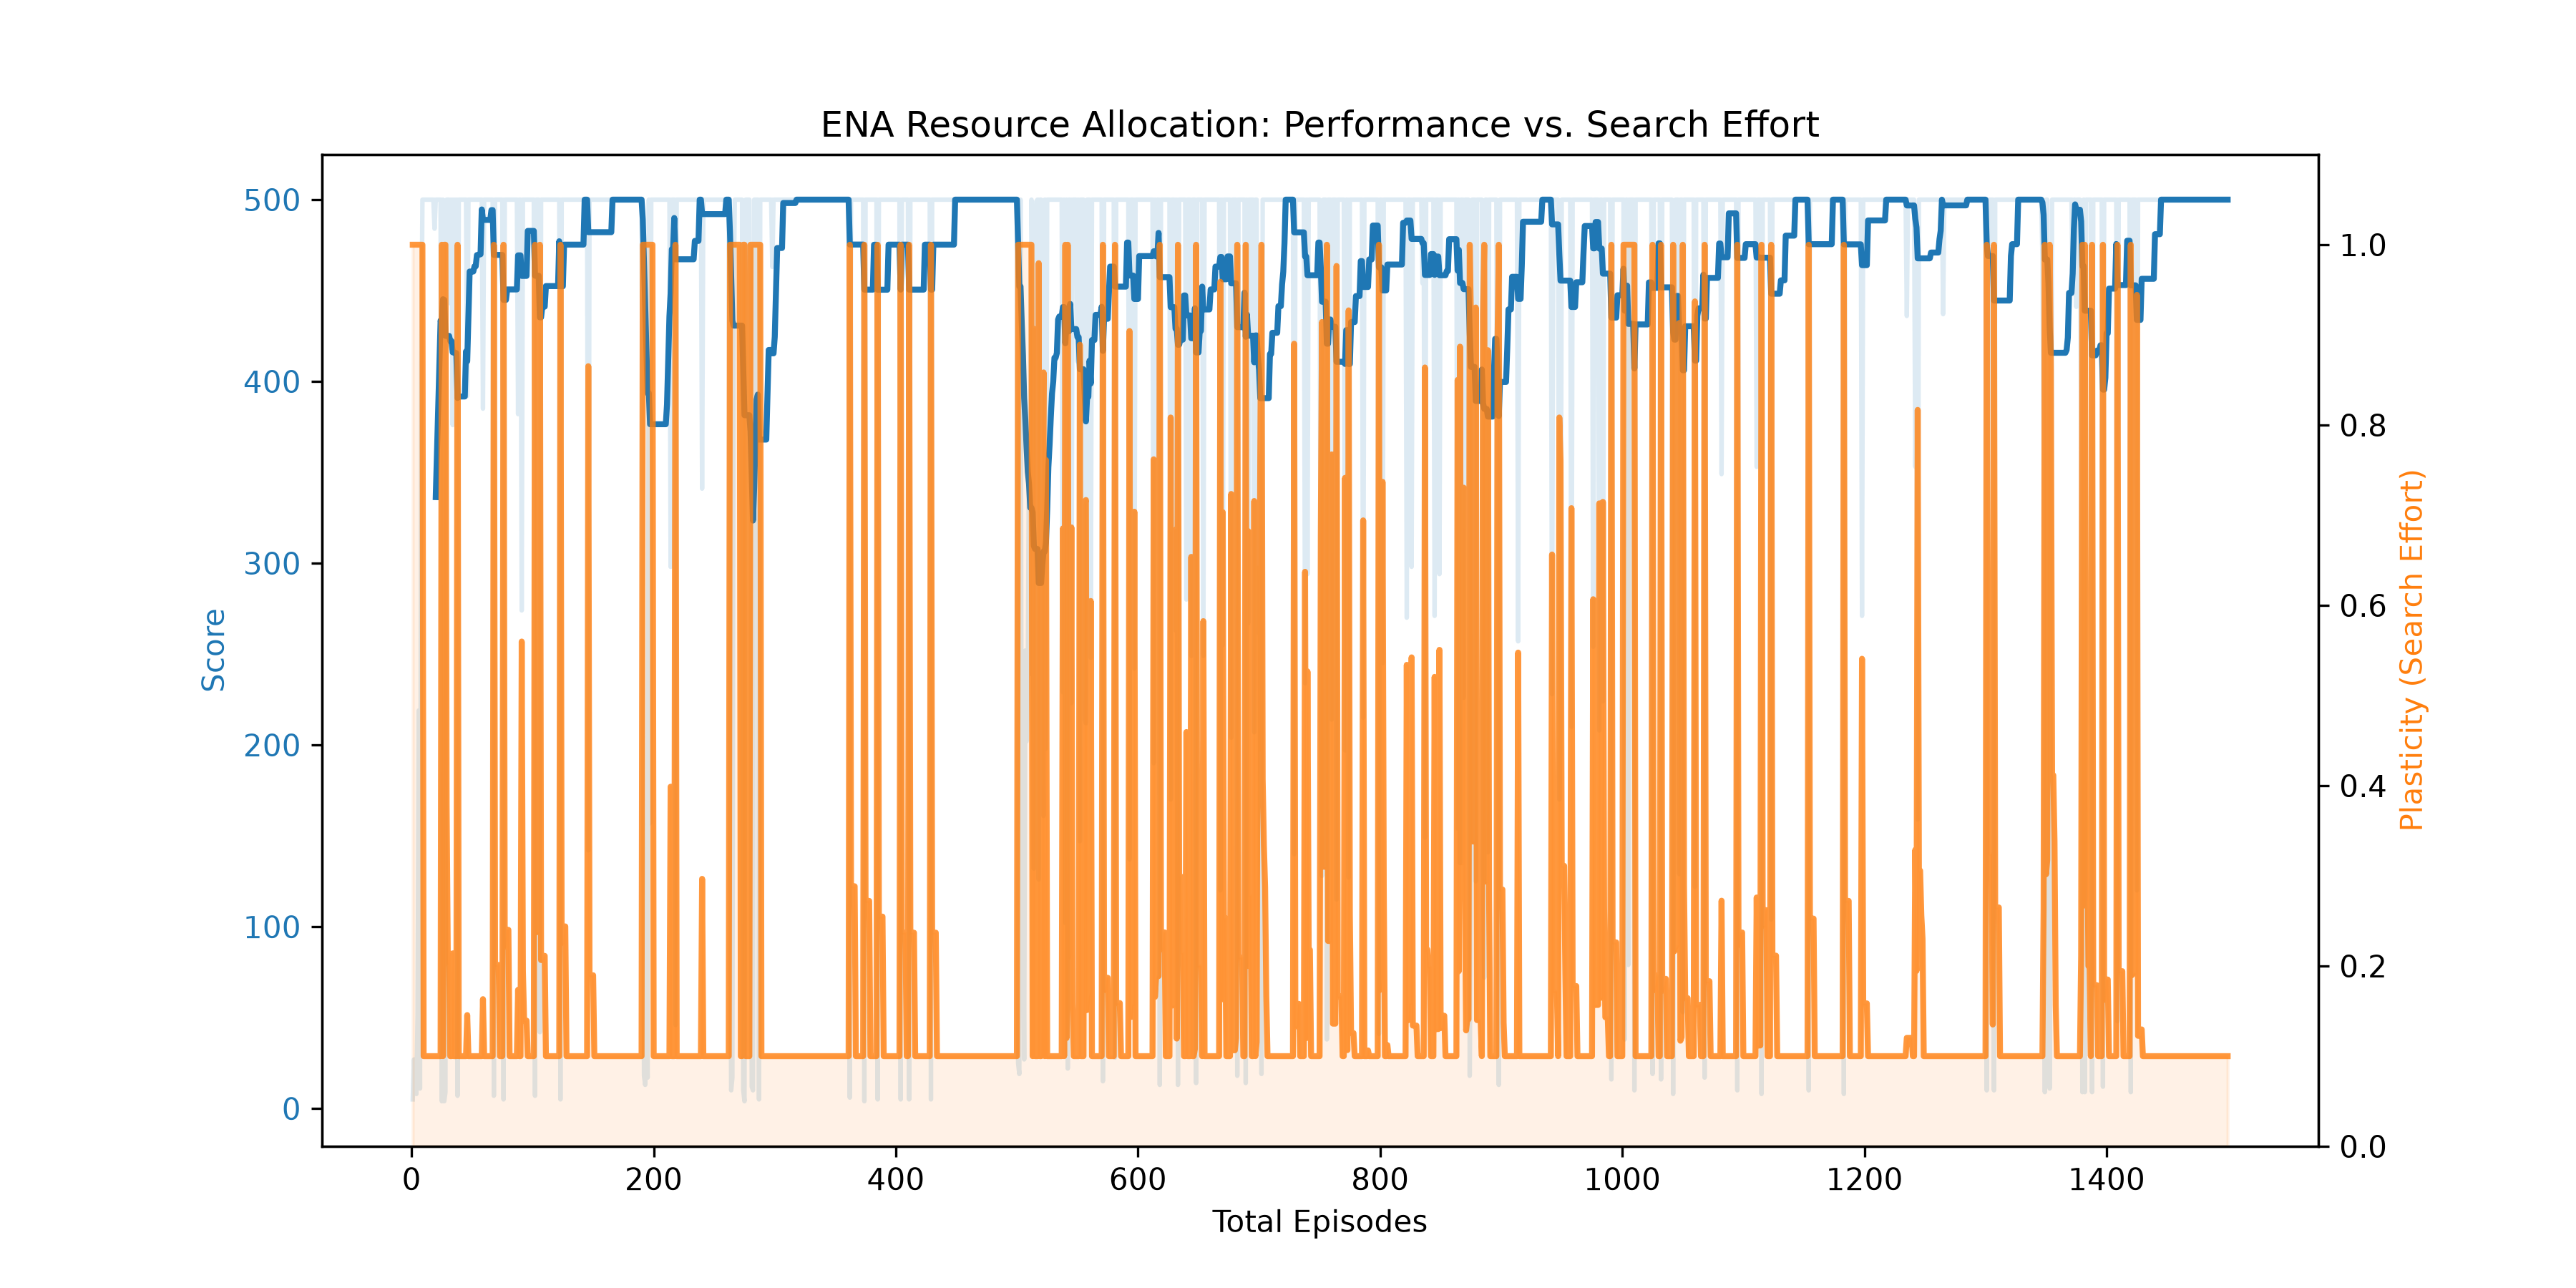 ENA Resource Allocation: Performance vs. Search Effort
500
400
300
200
100
0
Score
1.0
0.8
0.6
0.4
0.2
0.0
Plasticity (Search Effort)
0 200 400 600 800 1000 1200 1400
Total Episodes